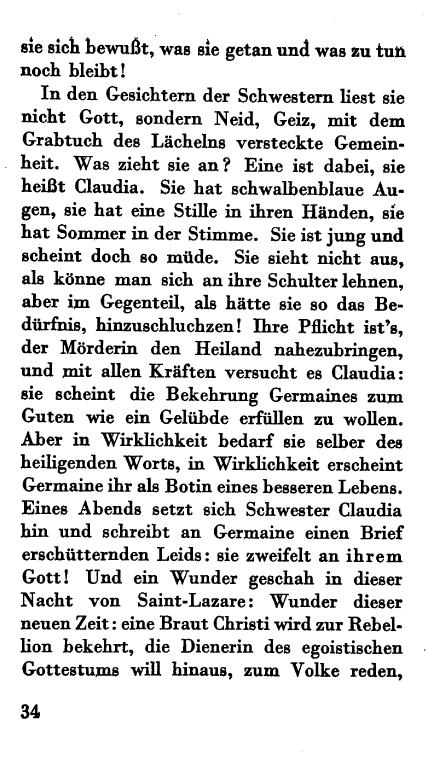 sie sich bewußt, was sie getan und was zu tun
noch bleibt!
In den Gesichtern der Schwestern liest sie
nicht Gott, sondern Neid, Geiz, mit dem
Grabtuch des Lächelns versteckte Gemein-
heit. Was zieht sie an? Eine ist dabei, sie
heißt Claudia. Sie hat schwalbenblaue Au-
gen, sie hat eine Stille in ihren Händen, sie
hat Sommer in der Stimme. Sie ist jung und
scheint doch so müde. Sie sieht nicht aus,
als könne man sich an ihre Schulter lehnen,
aber im Gegenteil, als hätte sie so das Be-
dürfnis, hinzuschluchzen! Ihre Pflicht ist's,
der Mörderin den Heiland nahezubringen,
und mit allen Kräften versucht es Claudia:
sie scheint die Bekehrung Germaines zum
Guten wie ein Gelübde erfüllen zu wollen.
Aber in Wirklichkeit bedarf sie selber des
heiligenden Worts, in Wirklichkeit erscheint
Germaine ihr als Botin eines besseren Lebens.
Eines Abends setzt sich Schwester Claudia
hin und schreibt an Germaine einen Brief
erschütternden Leids: sie zweifelt an ihrem
Gott! Und ein Wunder geschah in dieser
Nacht von Saint-Lazare: Wunder dieser
neuen Zeit: eine Braut Christi wird zur Rebel-
lion bekehrt, die Dienerin des egoistischen
Gottestums will hinaus, zum Volke reden,
34